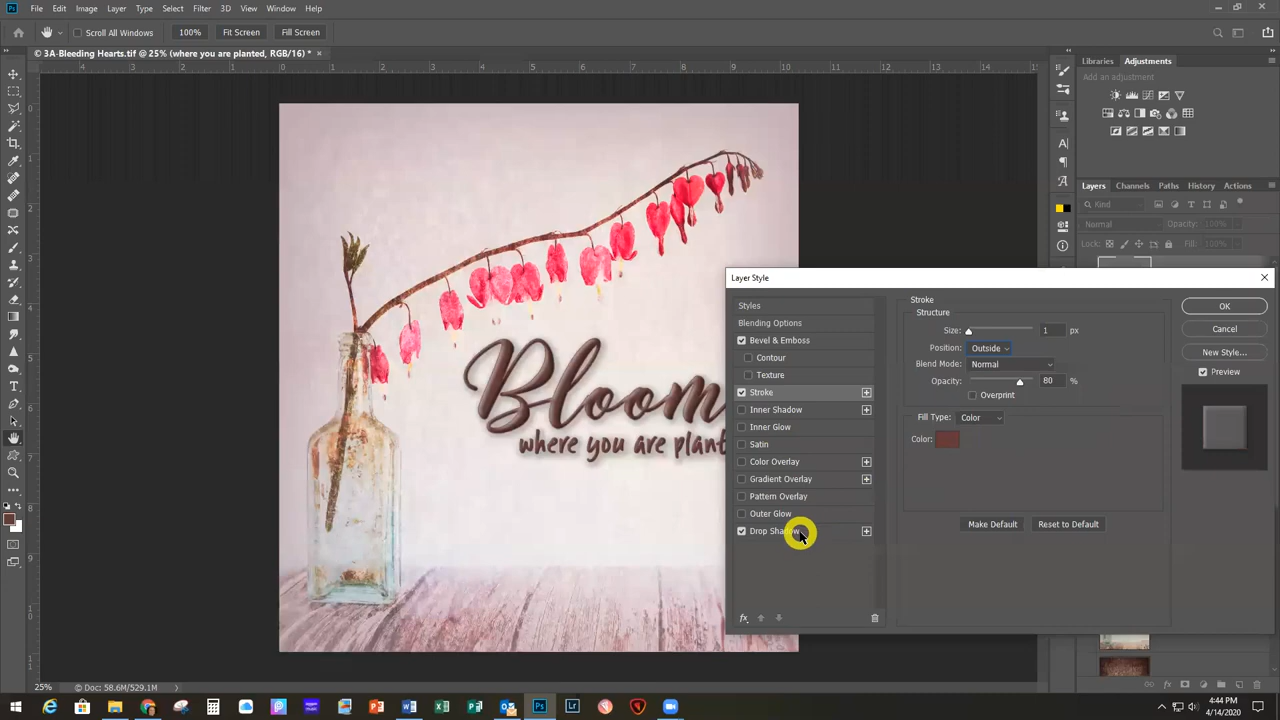 File Edit Image Layer Type Select Filter 3D View Window Help
Scroll All Windows 100% Fit Screen Fill Screen
© 3A-Bleeding Hearts.tif @ 25% (where you are planted, RGB/16) *
Libraries Adjustments
Add an adjustment
Layers Channels Paths History Actions
Kind
Normal Opacity: 100%
Lock: Fill: 100%
Bloom
where you are plant
Layer Style
Styles
Blending Options
Bevel & Emboss
Contour
Texture
Stroke
Inner Shadow
Inner Glow
Satin
Color Overlay
Gradient Overlay
Pattern Overlay
Outer Glow
Drop Shadow
Stroke
Structure
Size: 1 px
Position: Outside
Blend Mode: Normal
Opacity: 80 %
Overprint
Fill Type: Color
Color:
Make Default Reset to Default
OK
Cancel
New Style...
Preview
25% Doc: 58.6M/529.1M
4:44 PM
4/14/2020